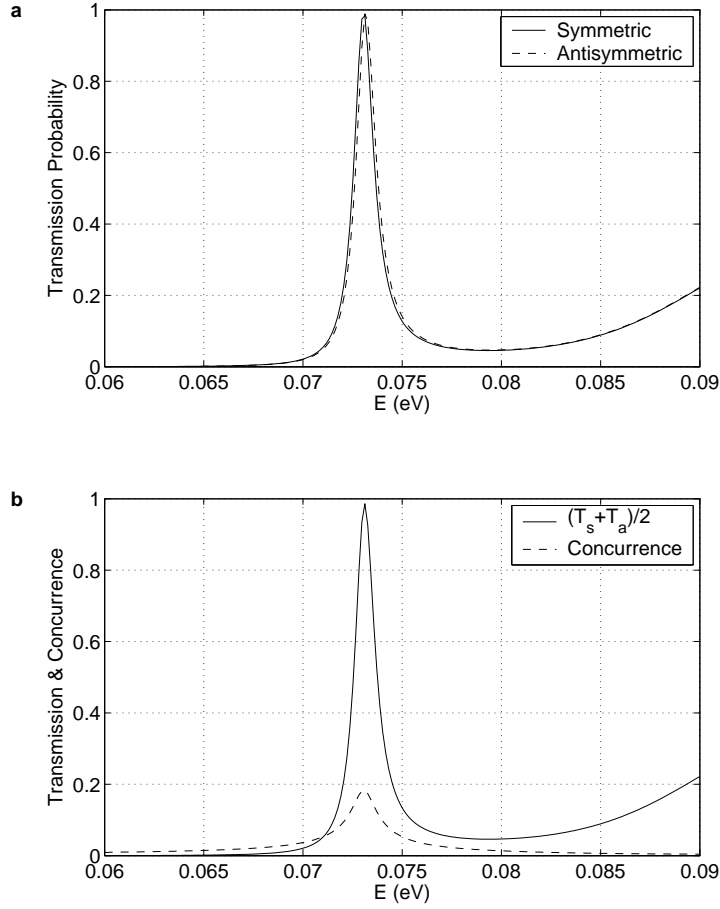 a
1
0.8
0.6
0.4
0.2
0
Transmission Probability
Symmetric
Antisymmetric
0.06 0.065 0.07 0.075 0.08 0.085 0.09
E (eV)
b
1
0.8
0.6
0.4
0.2
0
Transmission & Concurrence
(T_s+T_a)/2
Concurrence
0.06 0.065 0.07 0.075 0.08 0.085 0.09
E (eV)